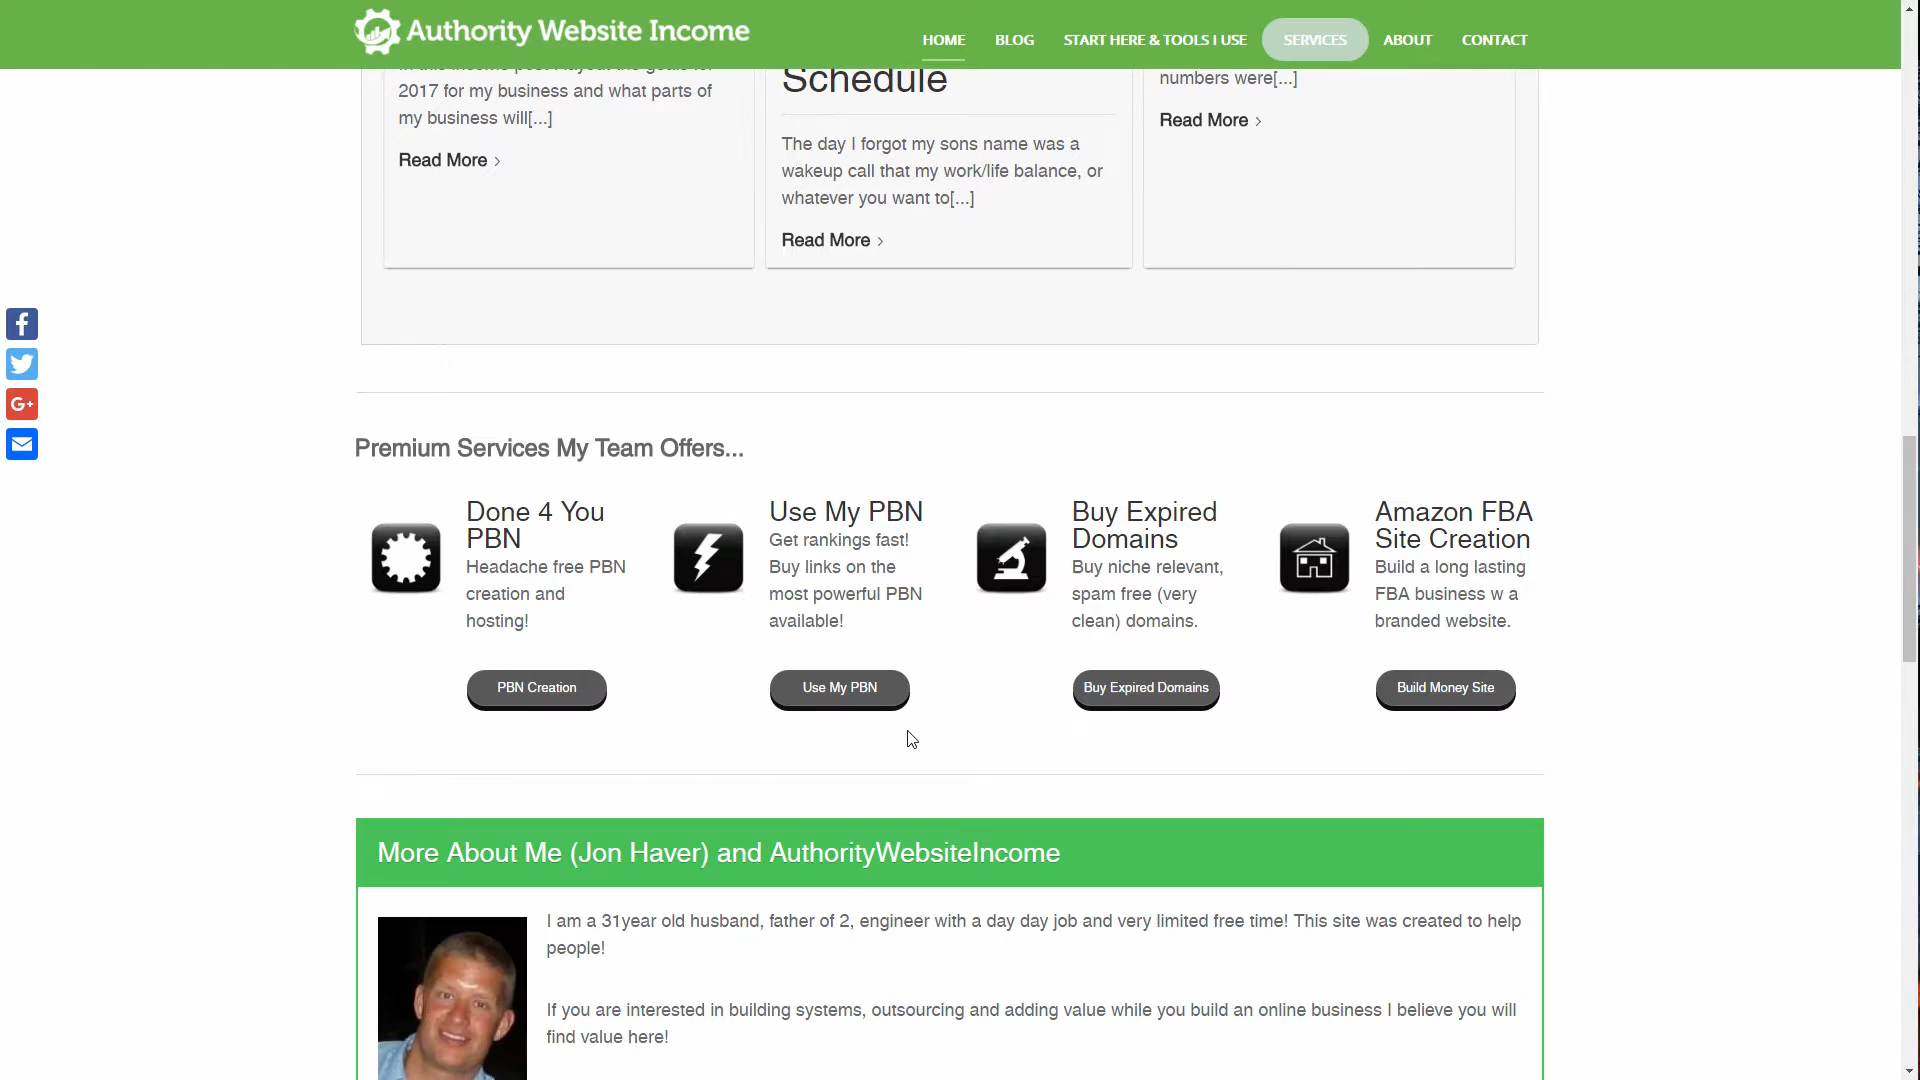 Authority Website Income
HOME
BLOG
START HERE & TOOLS I USE
SERVICES
ABOUT
CONTACT
2017 for my business and what parts of
my business will[...]
Read More
Schedule
The day I forgot my sons name was a
wakeup call that my work/life balance, or
whatever you want to[...]
Read More
numbers were[...]
Read More
Premium Services My Team Offers...
Done 4 You
PBN
Headache free PBN
creation and
hosting!
PBN Creation
Use My PBN
Get rankings fast!
Buy links on the
most powerful PBN
available!
Use My PBN
Buy Expired
Domains
Buy niche relevant,
spam free (very
clean) domains.
Buy Expired Domains
Amazon FBA
Site Creation
Build a long lasting
FBA business w a
branded website.
Build Money Site
More About Me (Jon Haver) and AuthorityWebsiteIncome
I am a 31year old husband, father of 2, engineer with a day day job and very limited free time! This site was created to help
people!
If you are interested in building systems, outsourcing and adding value while you build an online business I believe you will
find value here!